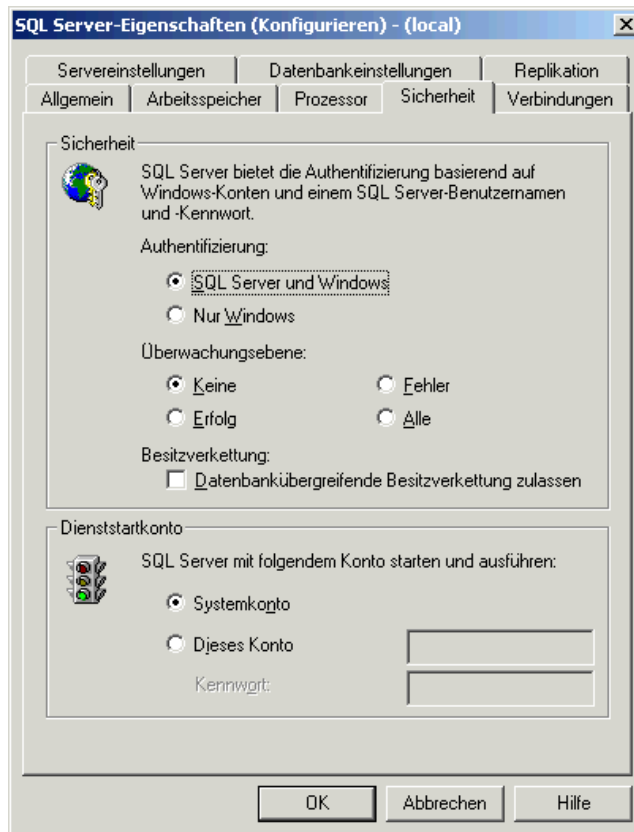 SQL Server-Eigenschaften (Konfigurieren) - (local)
Servereinstellungen
Datenbankeinstellungen
Replikation
Allgemein
Arbeitsspeicher
Prozessor
Sicherheit
Verbindungen
Sicherheit
SQL Server bietet die Authentifizierung basierend auf
Windows-Konten und einem SQL Server-Benutzernamen
und -Kennwort.
Authentifizierung:
SQL Server und Windows
Nur Windows
Überwachungsebene:
Keine
Fehler
Erfolg
Alle
Besitzverkettung:
Datenbankübergreifende Besitzverkettung zulassen
Dienststartkonto
SQL Server mit folgendem Konto starten und ausführen:
Systemkonto
Dieses Konto
Kennwort:
OK
Abbrechen
Hilfe